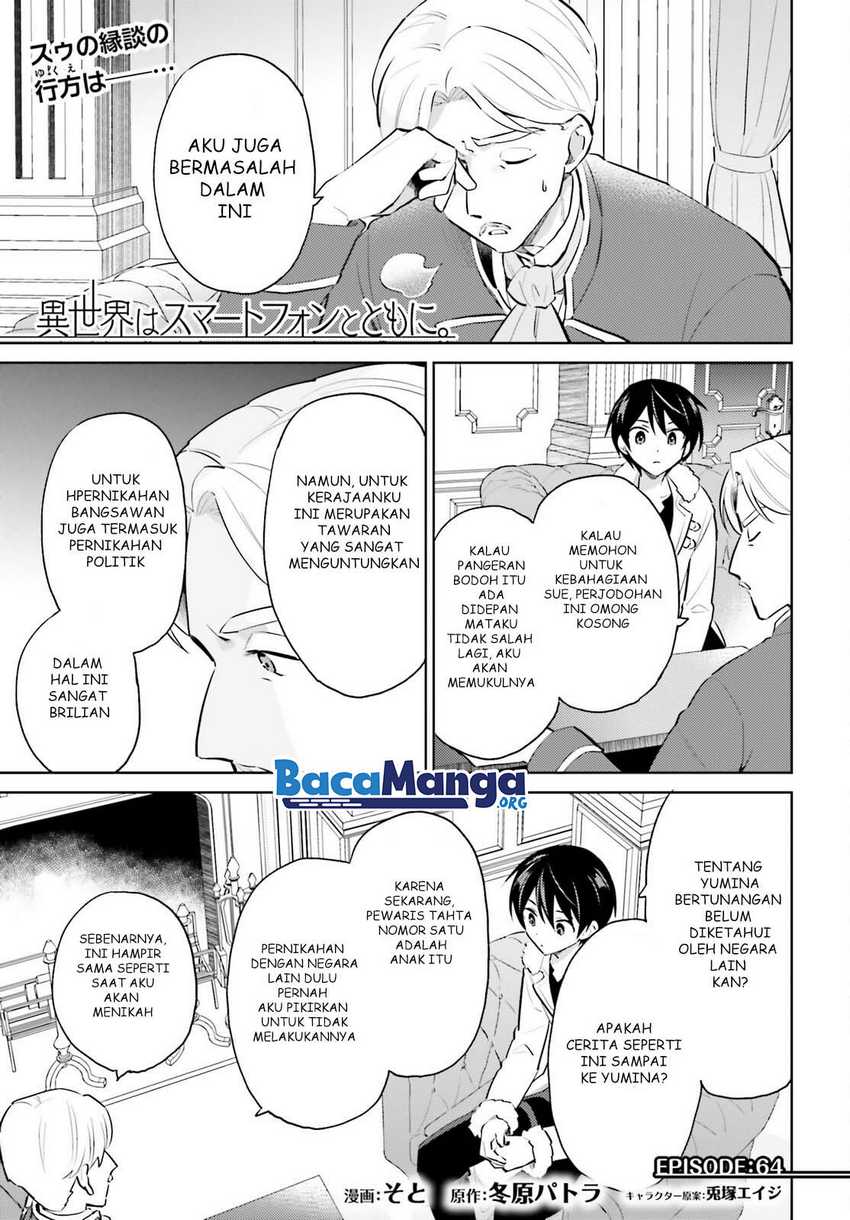 スゥの縁談の
行方は――…
ゆくえ
AKU JUGA
BERMASALAH
DALAM
INI
異世界はスマートフォンとともに。
KALAU
MEMOHON
UNTUK
KEBAHAGIAAN
SUE, PERJODOHAN
INI OMONG
KOSONG
KALAU
PANGERAN
BODOH ITU
ADA
DIDEPAN
MATAKU
TIDAK SALAH
LAGI, AKU
AKAN
MEMUKULNYA
NAMUN, UNTUK
KERAJAANKU
INI MERUPAKAN
TAWARAN
YANG SANGAT
MENGUNTUNGKAN
UNTUK
HPERNIKAHAN
BANGSAWAN
JUGA TERMASUK
PERNIKAHAN
POLITIK
DALAM
HAL INI
SANGAT
BRILIAN
BacaManga
.ORG
TENTANG
YUMINA
BERTUNANGAN
BELUM
DIKETAHUI
OLEH NEGARA
LAIN
KAN?
APAKAH
CERITA SEPERTI
INI SAMPAI
KE YUMINA?
KARENA
SEKARANG,
PEWARIS TAHTA
NOMOR SATU
ADALAH
ANAK ITU
PERNIKAHAN
DENGAN NEGARA
LAIN DULU
PERNAH
AKU PIKIRKAN
UNTUK TIDAK
MELAKUKANNYA
SEBENARNYA,
INI HAMPIR
SAMA SEPERTI
SAAT AKU
AKAN
MENIKAH
EPISODE:64
漫画:そと 原作:冬原パトラ キャラクター原案:兎塚エイジ